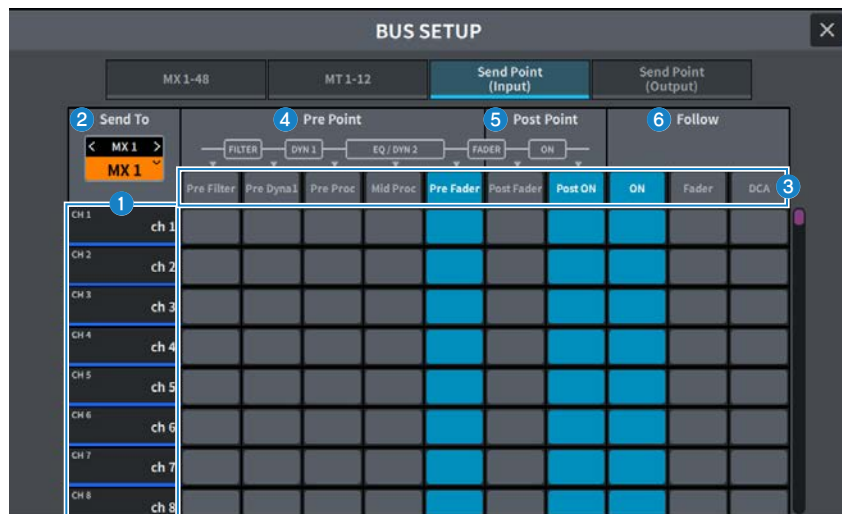 BUS SETUP
MX 1-48
MT 1-12
Send Point
(Input)
Send Point
(Output)
2 Send To
4 Pre Point
5 Post Point
6 Follow
MX 1
MX 1
FILTER
DYN 1
EQ / DYN 2
FADER
ON
Pre Filter
Pre Dyna1
Pre Proc
Mid Proc
Pre Fader
Post Fader
Post ON
ON
Fader
DCA
3
1
CH 1
ch 1
CH 2
ch 2
CH 3
ch 3
CH 4
ch 4
CH 5
ch 5
CH 6
ch 6
CH 7
ch 7
CH 8
ch 8